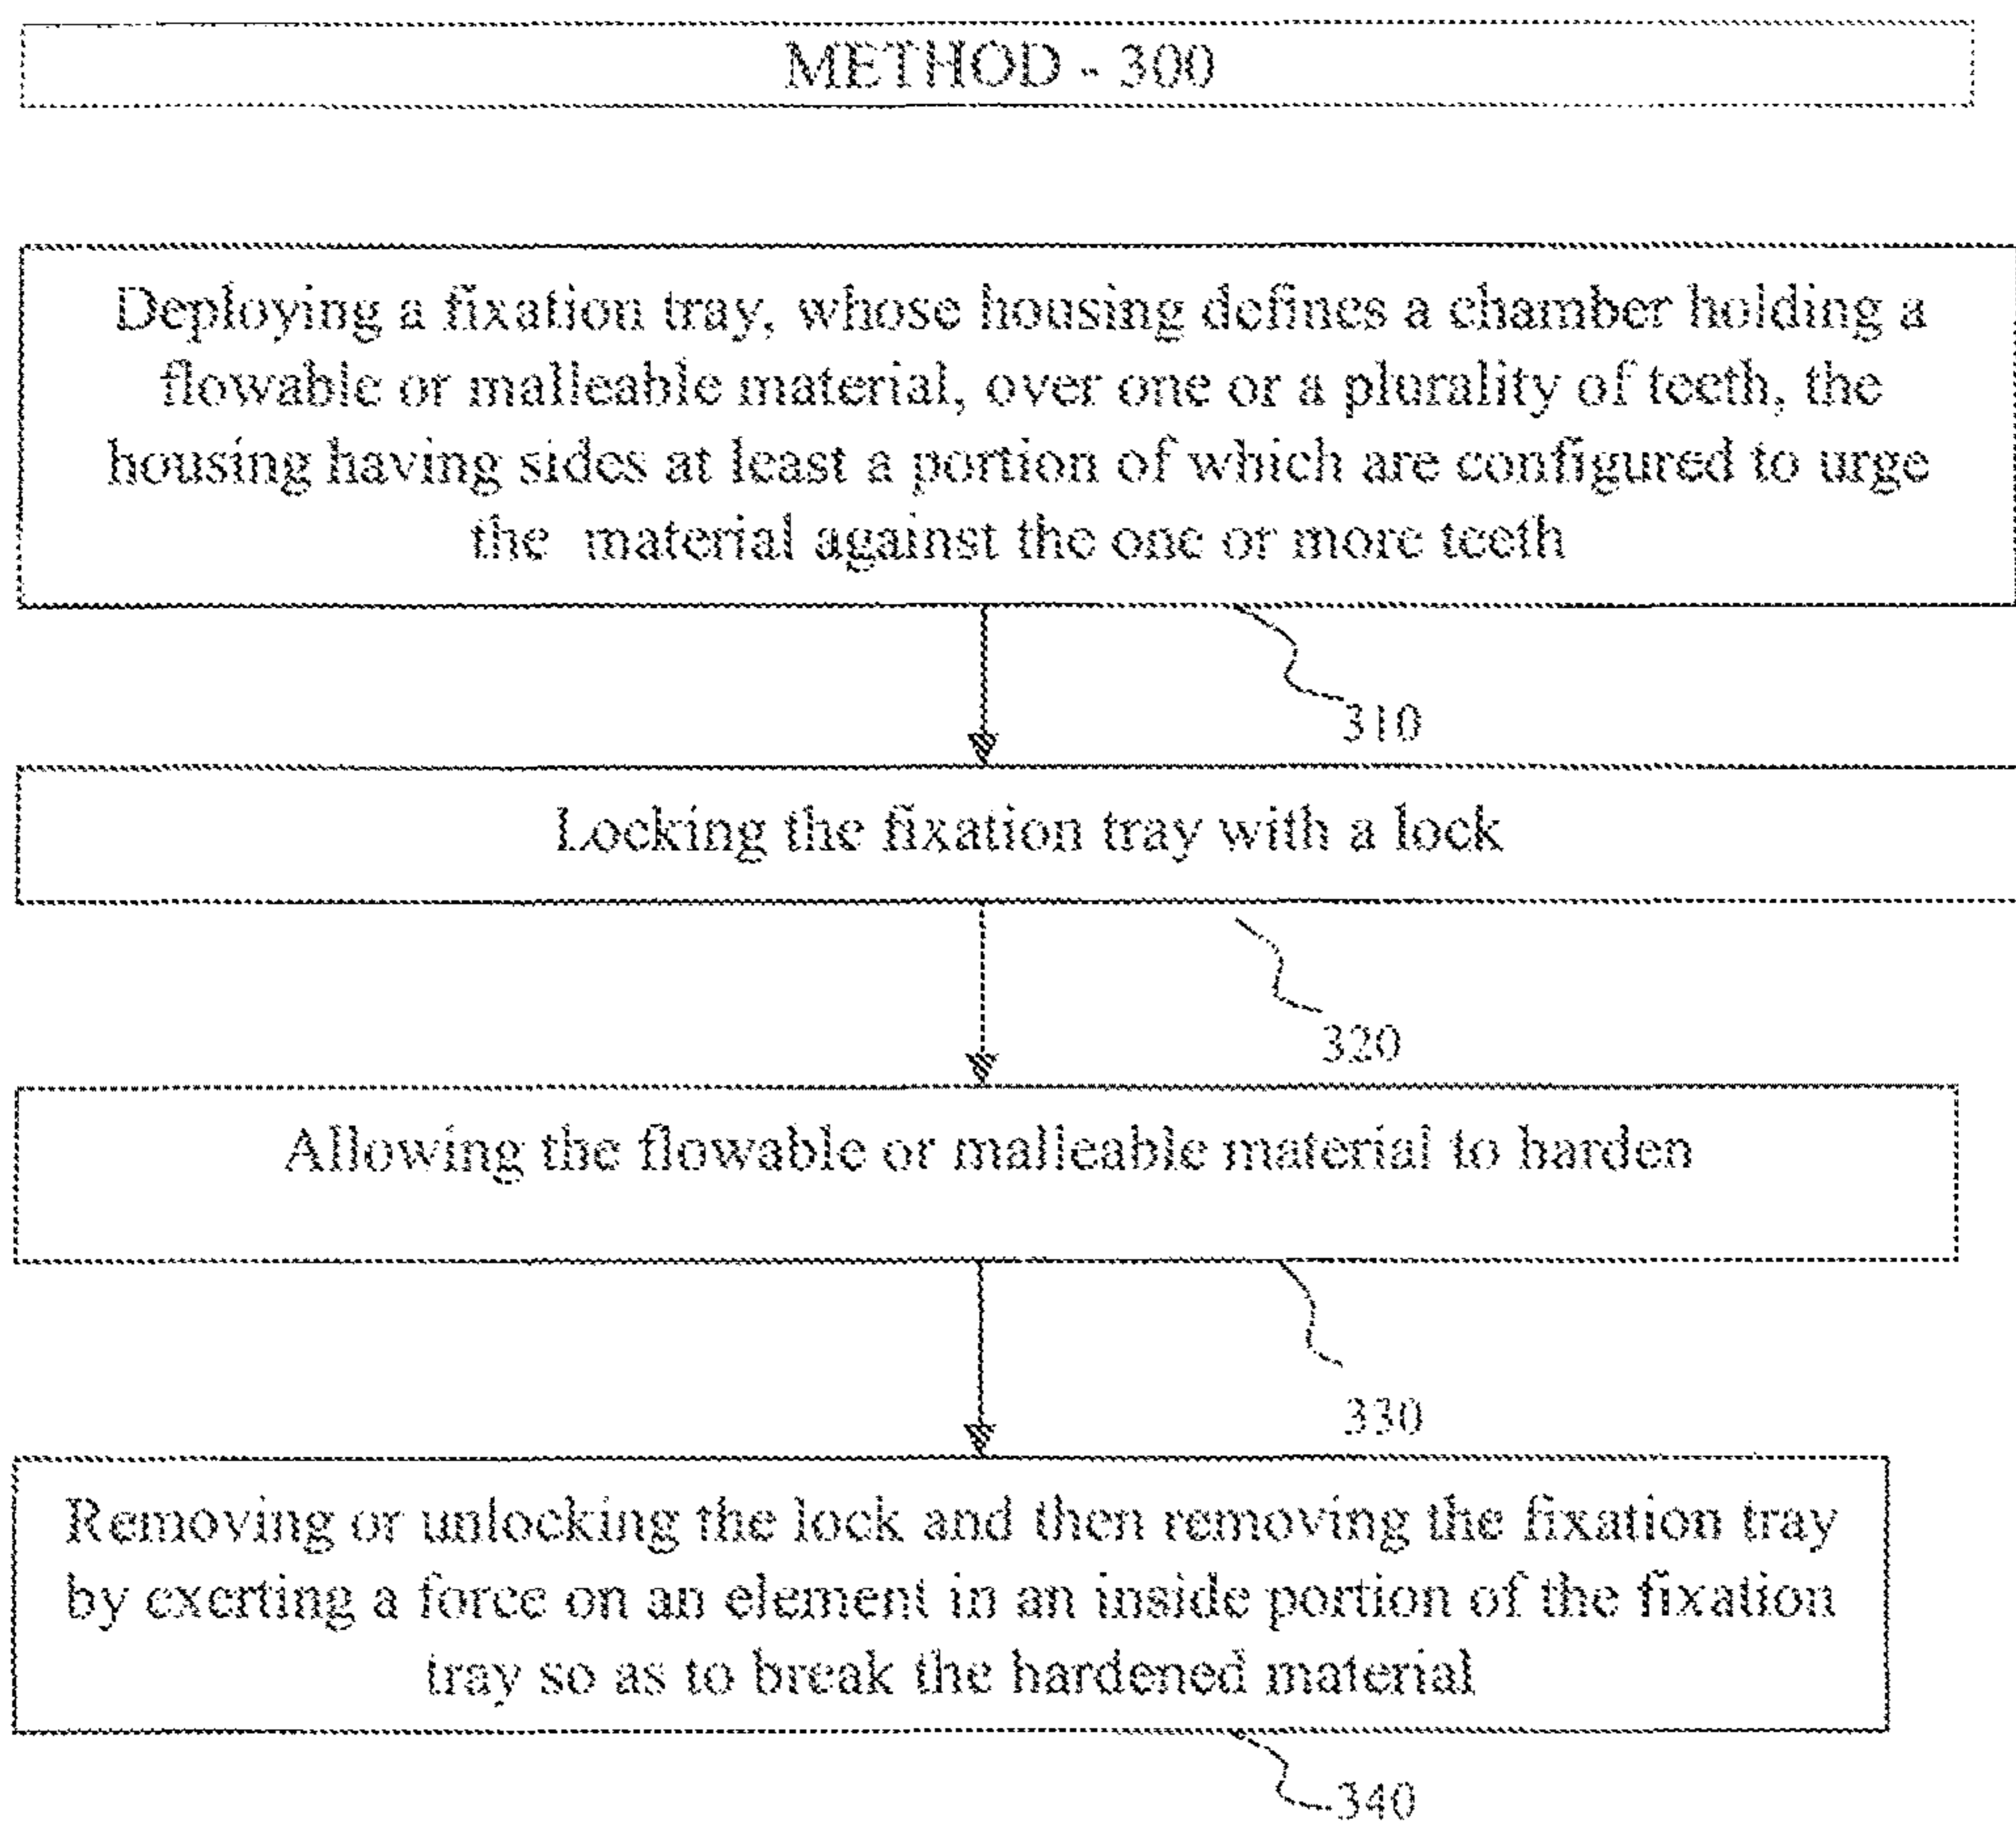 METHOD - 300
Deploying a fixation tray, whose housing defines a chamber holding a
flowable or malleable material, over one or a plurality of teeth, the
housing having sides at least a portion of which are configured to urge
the material against the one or more teeth
310
Locking the fixation tray with a lock
320
Allowing the flowable or malleable material to harden
330
Removing or unlocking the lock and then removing the fixation tray
by exerting a force on an element in an inside portion of the fixation
tray so as to break the hardened material
340